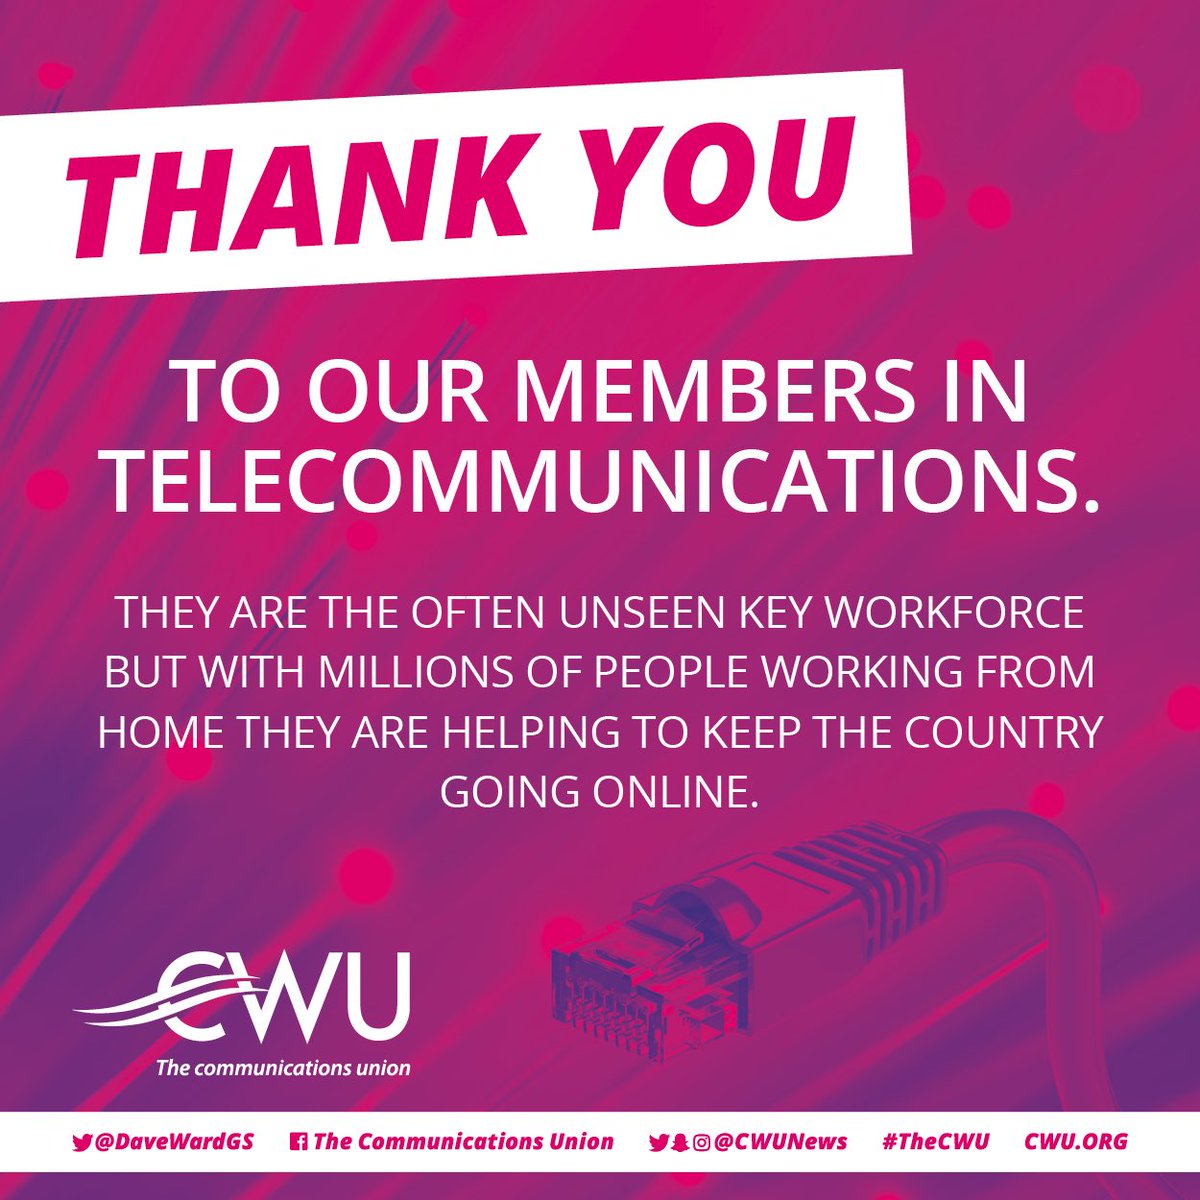 THANK YOU
TO OUR MEMBERS IN
TELECOMMUNICATIONS.
THEY ARE THE OFTEN UNSEEN KEY WORKFORCE
BUT WITH MILLIONS OF PEOPLE WORKING FROM
HOME THEY ARE HELPING TO KEEP THE COUNTRY
GOING ONLINE.
CWU
The communications union
@DaveWardGS The Communications Union @CWUNews #TheCWU CWU.ORG